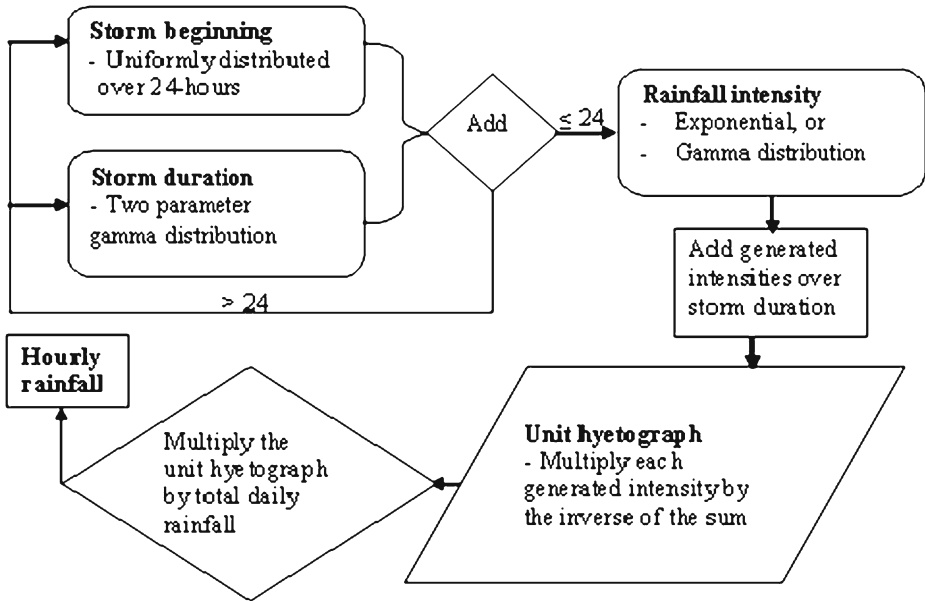 Storm beginning
- Uniformly distributed
over 24-hours
Storm duration
- Two parameter
gamma distribution
Add
≤ 24
> 24
Rainfall intensity
- Exponential, or
- Gamma distribution
Add generated
intensities over
storm duration
Unit hyetograph
- Multiply each
generated intensity by
the inverse of the sum
Multiply the
unit hyetograph
by total daily
rainfall
Hourly
rainfall